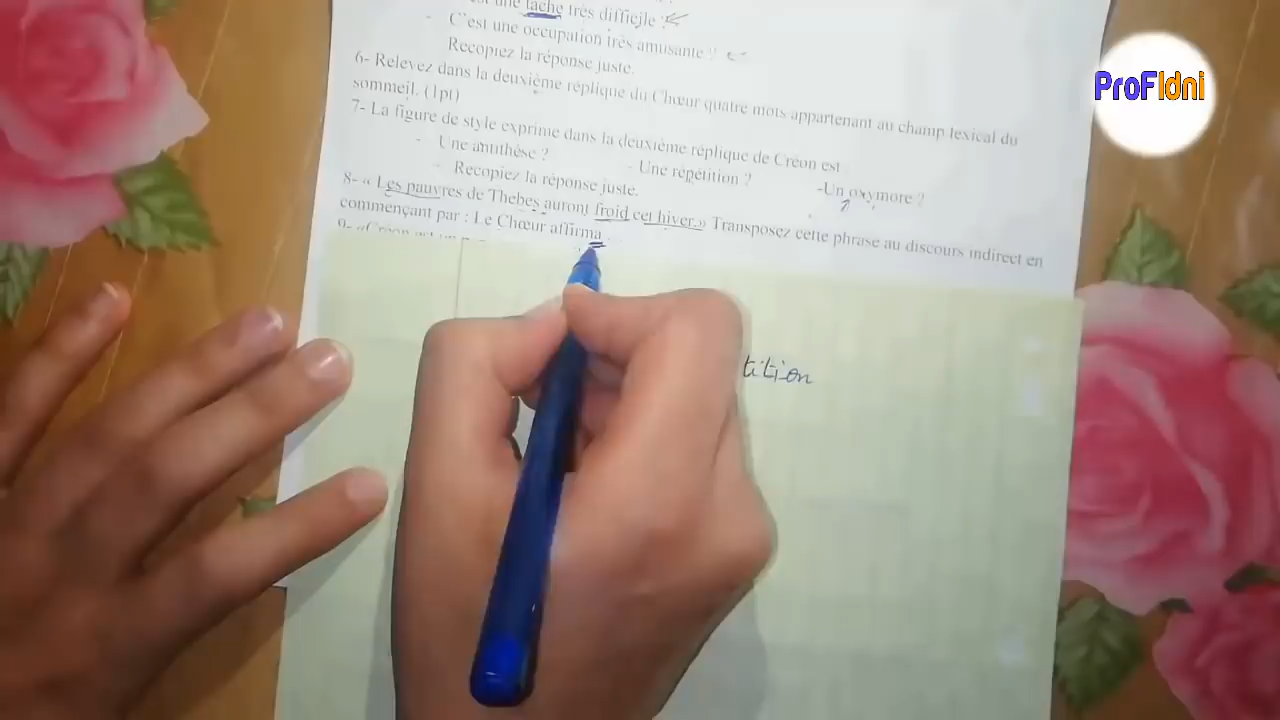 une tache très difficile
- C'est une occupation très amusante ?
Recopiez la réponse juste.
6- Relevez dans la deuxième réplique du Chœur quatre mots appartenant au champ lexical du
sommeil. (1pt)
7- La figure de style exprime dans la deuxième réplique de Créon est
- Une antithèse ? - Une répétition ? -Un oxymore ?
- Recopiez la réponse juste.
8- « Les pauvres de Thèbes auront froid cet hiver.» Transposez cette phrase au discours indirect en
commençant par : Le Chœur affirma
tition
ProFIdni